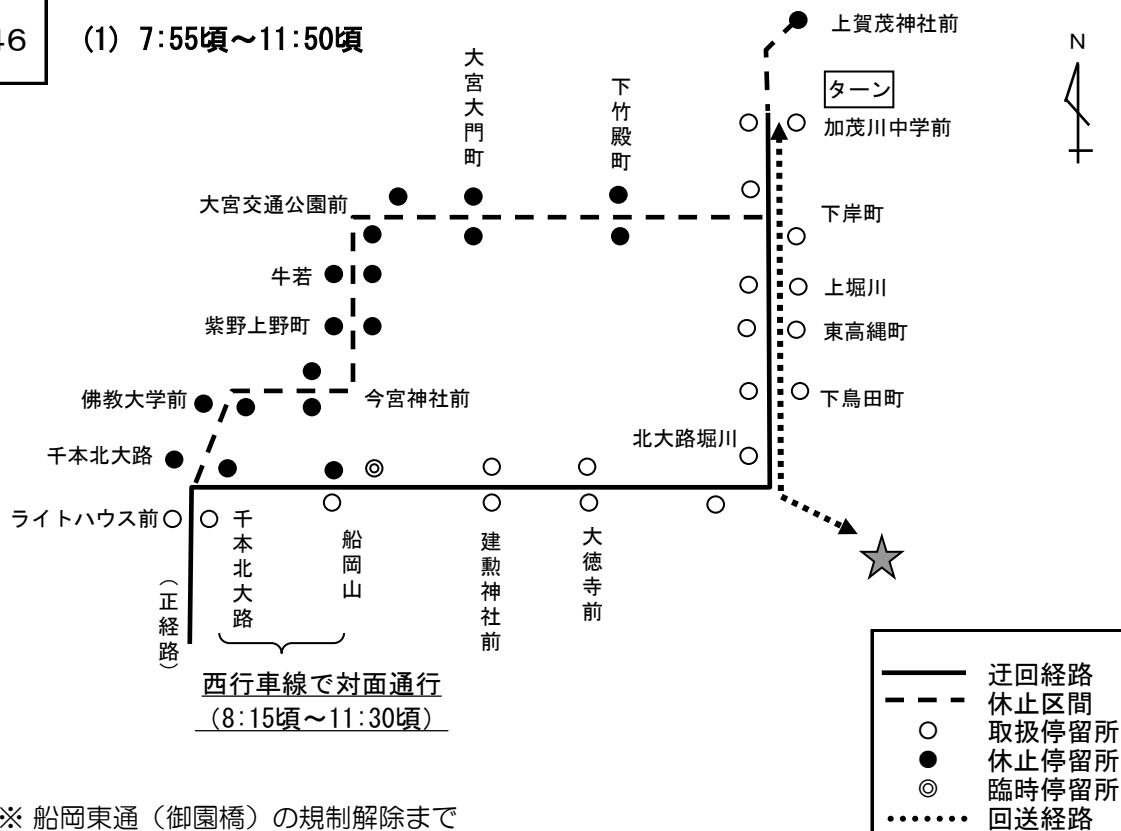 46
(1) 7:55頃～11:50頃
上賀茂神社前
N
大宮大門町
下竹殿町
ターン
加茂川中学前
大宮交通公園前
下岸町
牛若
上堀川
紫野上野町
東高縄町
佛教大学前
今宮神社前
下鳥田町
千本北大路
北大路堀川
ライトハウス前
千本北大路
船岡山
建勲神社前
大徳寺前
（正経路）
西行車線で対面通行
（8:15頃～11:30頃）
迂回経路
休止区間
取扱停留所
休止停留所
臨時停留所
回送経路
※ 船岡東通（御園橋）の規制解除まで